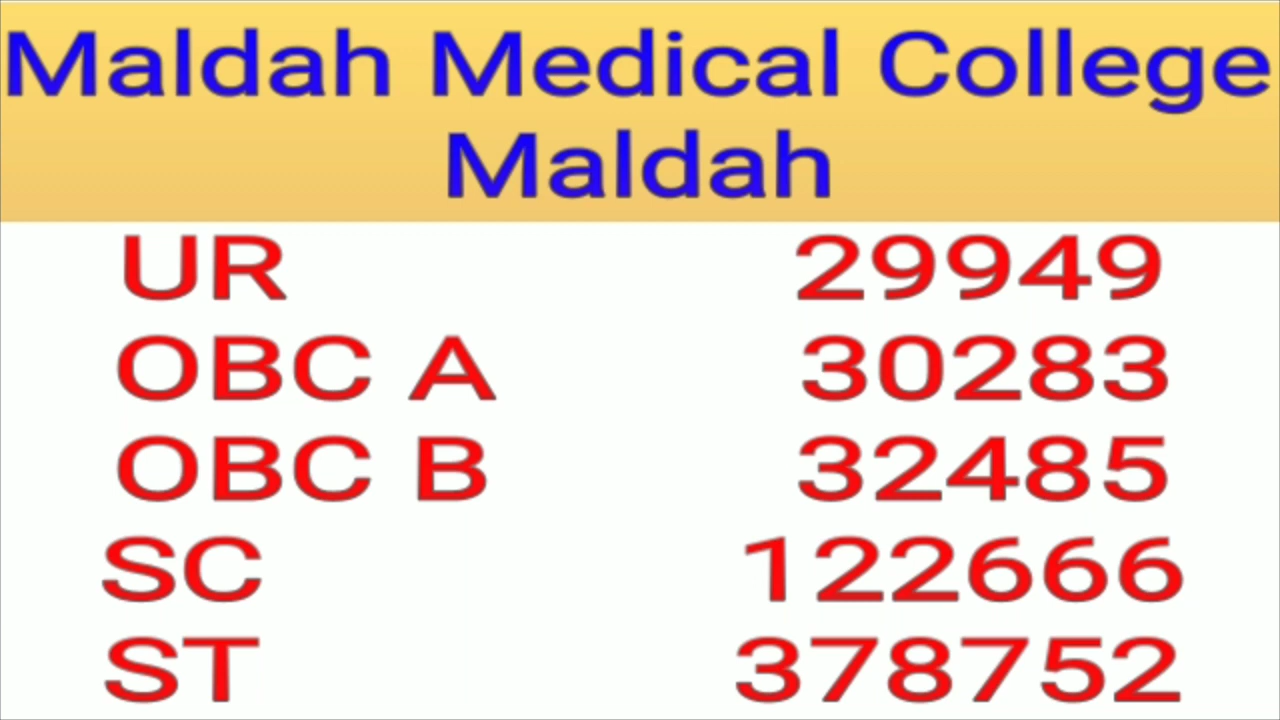 Maldah Medical College
Maldah
UR 29949
OBC A 30283
OBC B 32485
SC 122666
ST 378752